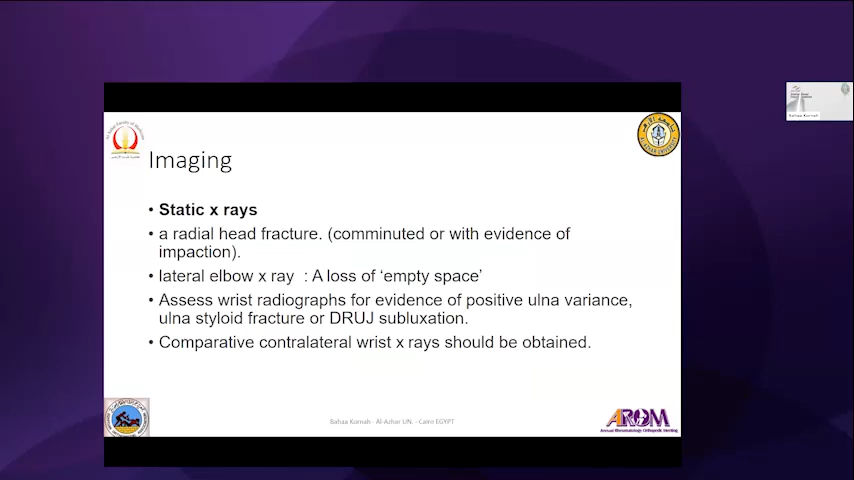 Imaging
• Static x rays
• a radial head fracture. (comminuted or with evidence of
impaction).
• lateral elbow x ray : A loss of ‘empty space’
• Assess wrist radiographs for evidence of positive ulna variance,
ulna styloid fracture or DRUJ subluxation.
• Comparative contralateral wrist x rays should be obtained.
Bahaa Kornah - Al-Azhar UN. - Cairo EGYPT
AROM
Annual Rheumatology Orthopedic Meeting
Bahaa Kornah